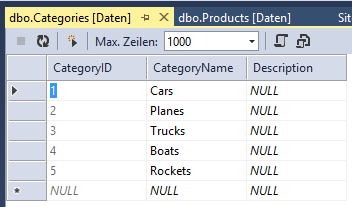 dbo.Categories [Daten] dbo.Products [Daten] Site
Max. Zeilen: 1000
CategoryID CategoryName Description
1 Cars NULL
2 Planes NULL
3 Trucks NULL
4 Boats NULL
5 Rockets NULL
NULL NULL NULL